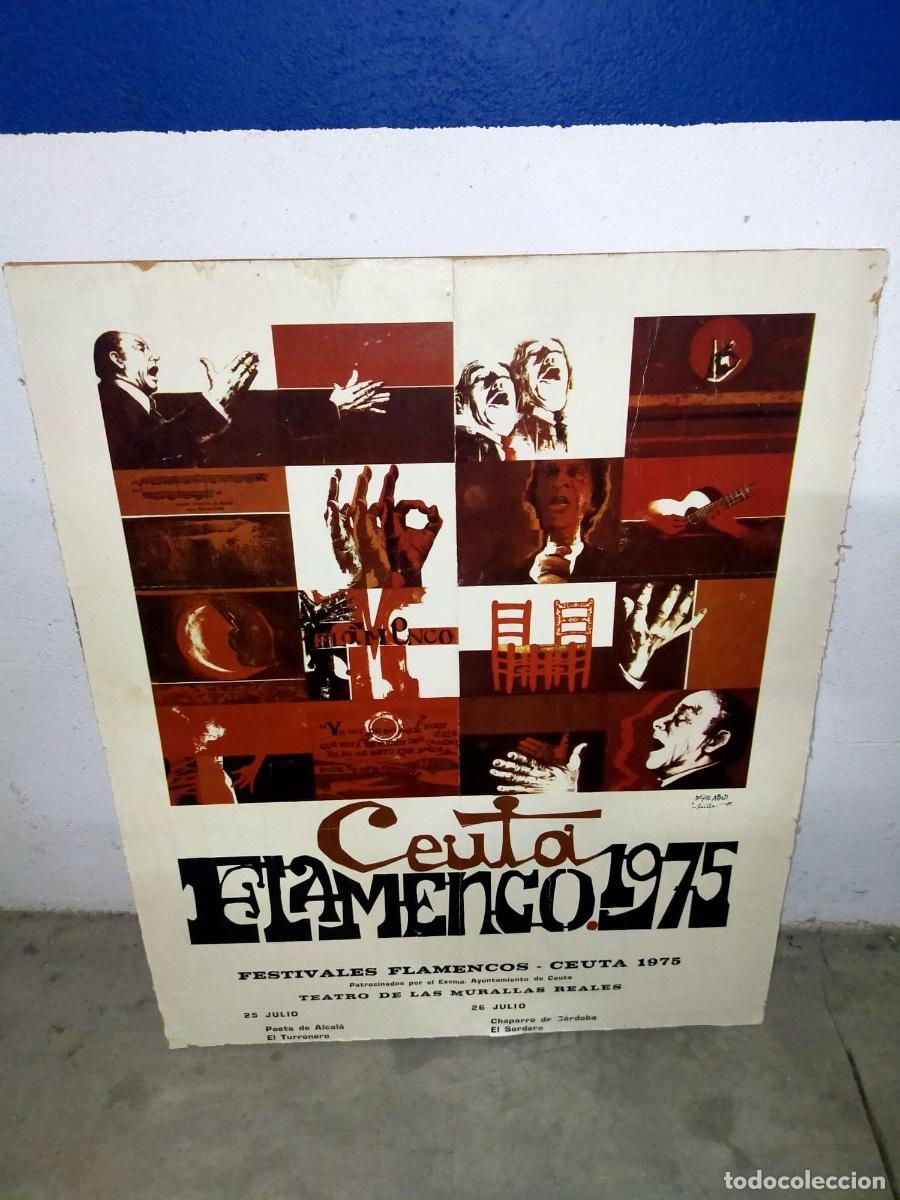 FLAMENCO
Ceuta
FLAMENCO.1975
FESTIVALES FLAMENCOS - CEUTA 1975
Patrocinados por el Excmo. Ayuntamiento de Ceuta
TEATRO DE LAS MURALLAS REALES
25 JULIO
Poeta de Alcalá
El Turronero
26 JULIO
Chaparro de Córdoba
El Sordera
todocoleccion